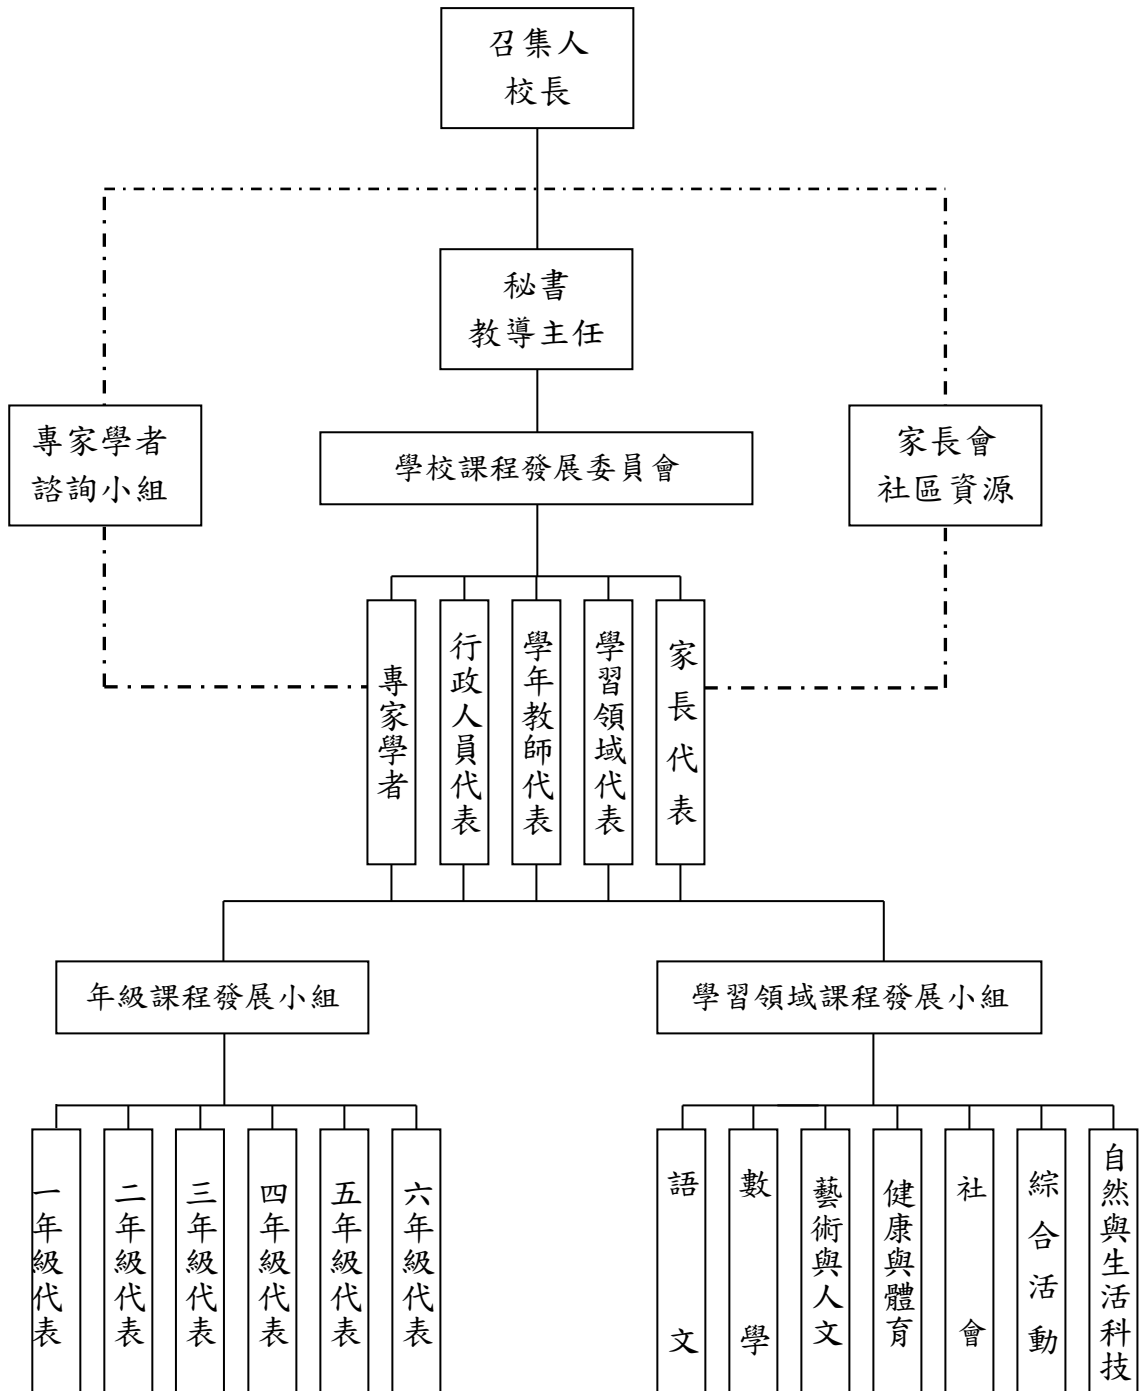 召集人
校長
秘書
教導主任
專家學者
諮詢小組
學校課程發展委員會
家長會
社區資源
專家學者
行政人員代表
學年教師代表
學習領域代表
家長代表
年級課程發展小組
學習領域課程發展小組
一年級代表
二年級代表
三年級代表
四年級代表
五年級代表
六年級代表
語文
數學
藝術與人文
健康與體育
社會
綜合活動
自然與生活科技